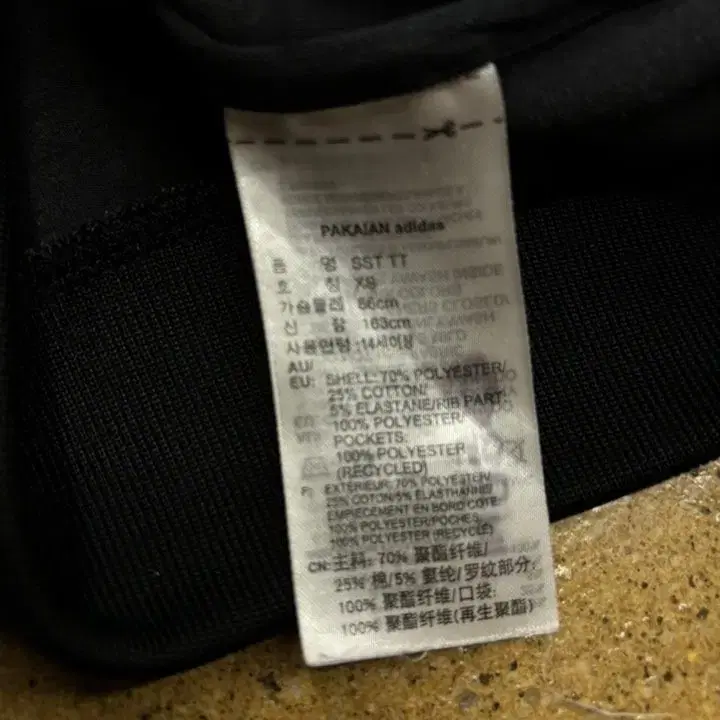 PAKAIAN adidas
품 명 SST TT
호 칭 XS
가슴둘레 86cm
신 장 163cm
사용연령 :14세이상
AU/
EU: SHELL: 70% POLYESTER/
25% COTTON/
5% ELASTANE/RIB PART:
100% POLYESTER/
POCKETS:
100% POLYESTER
(RECYCLED)
EXTERIEUR: 70% POLYESTER/
25% COTON/5% ELASTHANNE/
EMPIECEMENT EN BORD COTE:
100% POLYESTER/POCHES:
100% POLYESTER (RECYCLE)
CN: 主料: 70% 聚酯纤维/
25% 棉/5% 氨纶/罗纹部分:
100% 聚酯纤维/口袋:
100% 聚酯纤维(再生聚酯)